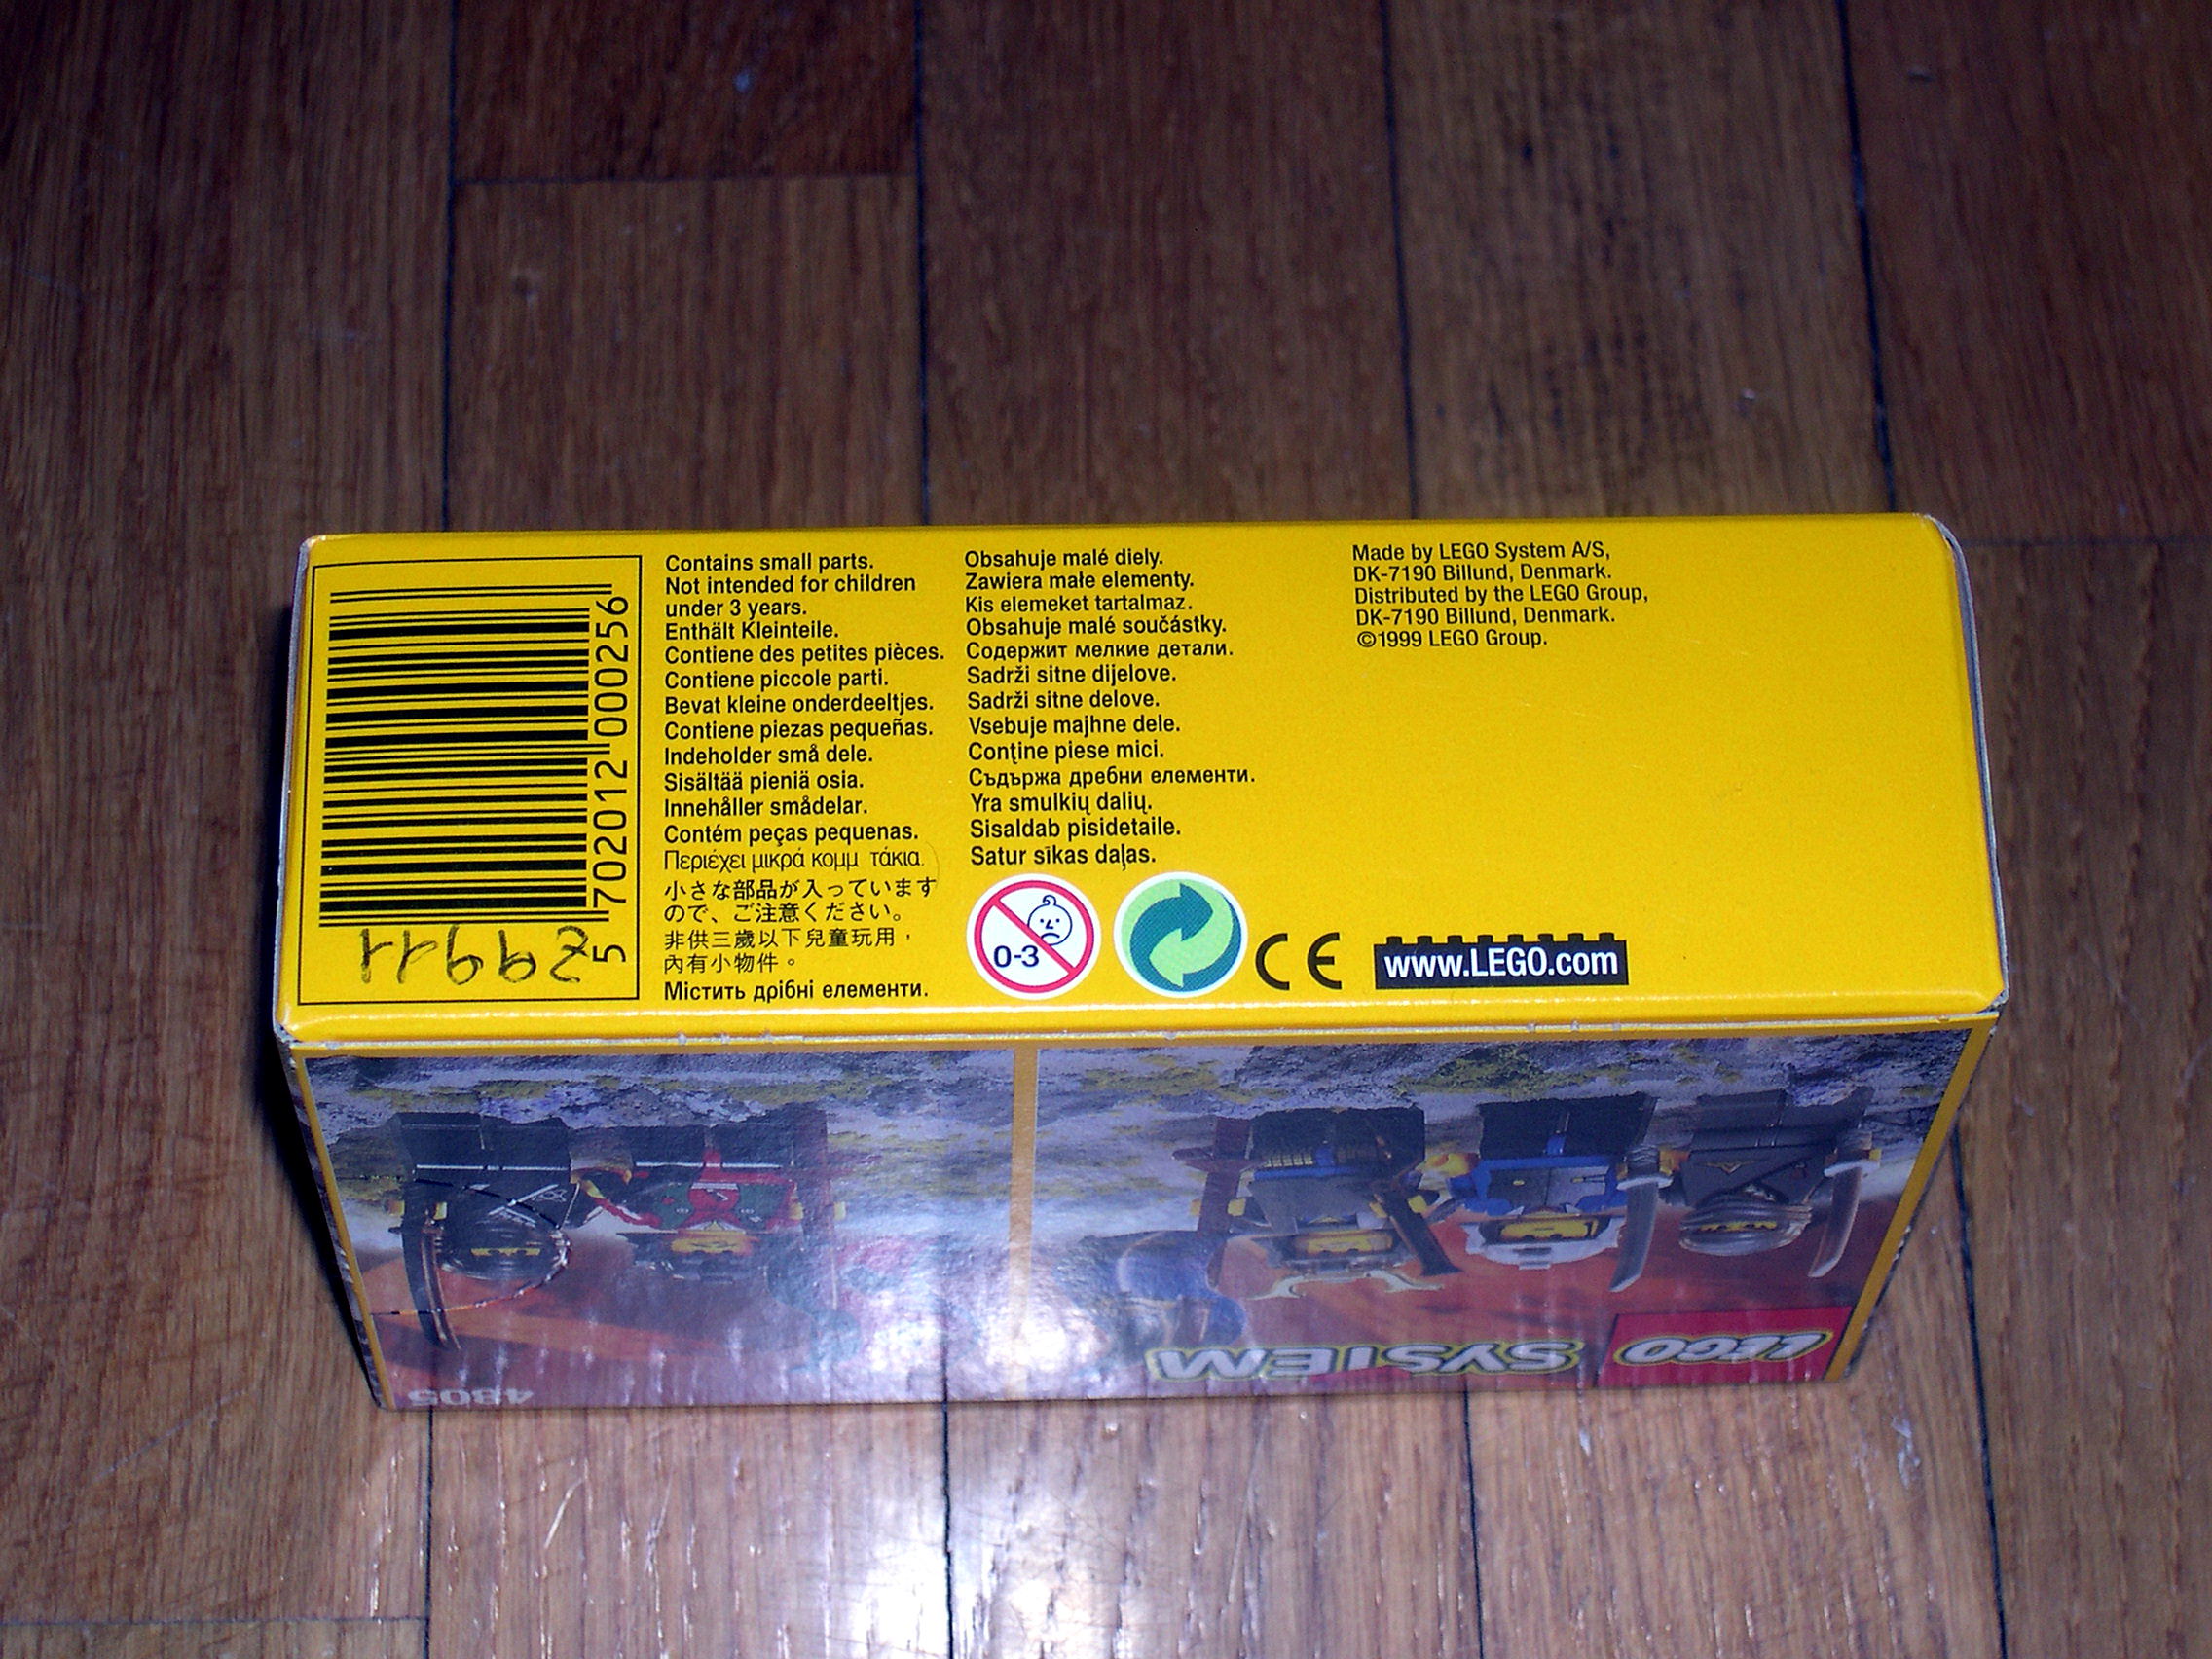 5 702012 000256
Contains small parts.
Not intended for children
under 3 years.
Enthält Kleinteile.
Contiene des petites pièces.
Contiene piccole parti.
Bevat kleine onderdeeltjes.
Contiene piezas pequeñas.
Indeholder små dele.
Sisältää pieniä osia.
Innehåller smådelar.
Contém peças pequenas.
Περιέχει μικρά κομμ τάκια.
小さな部品が入っています
ので、ご注意ください。
非供三歲以下兒童玩用，
內有小物件。
Містить дрібні елементи.
Obsahuje malé diely.
Zawiera małe elementy.
Kis elemeket tartalmaz.
Obsahuje malé součástky.
Содержит мелкие детали.
Sadrži sitne dijelove.
Sadrži sitne delove.
Vsebuje majhne dele.
Conţine piese mici.
Съдържа дребни елементи.
Yra smulkių dalių.
Sisaldab pisidetaile.
Satur sīkas daļas.
0-3
CE
www.LEGO.com
Made by LEGO System A/S,
DK-7190 Billund, Denmark.
Distributed by the LEGO Group,
DK-7190 Billund, Denmark.
©1999 LEGO Group.
LEGO SYSTEM
4805